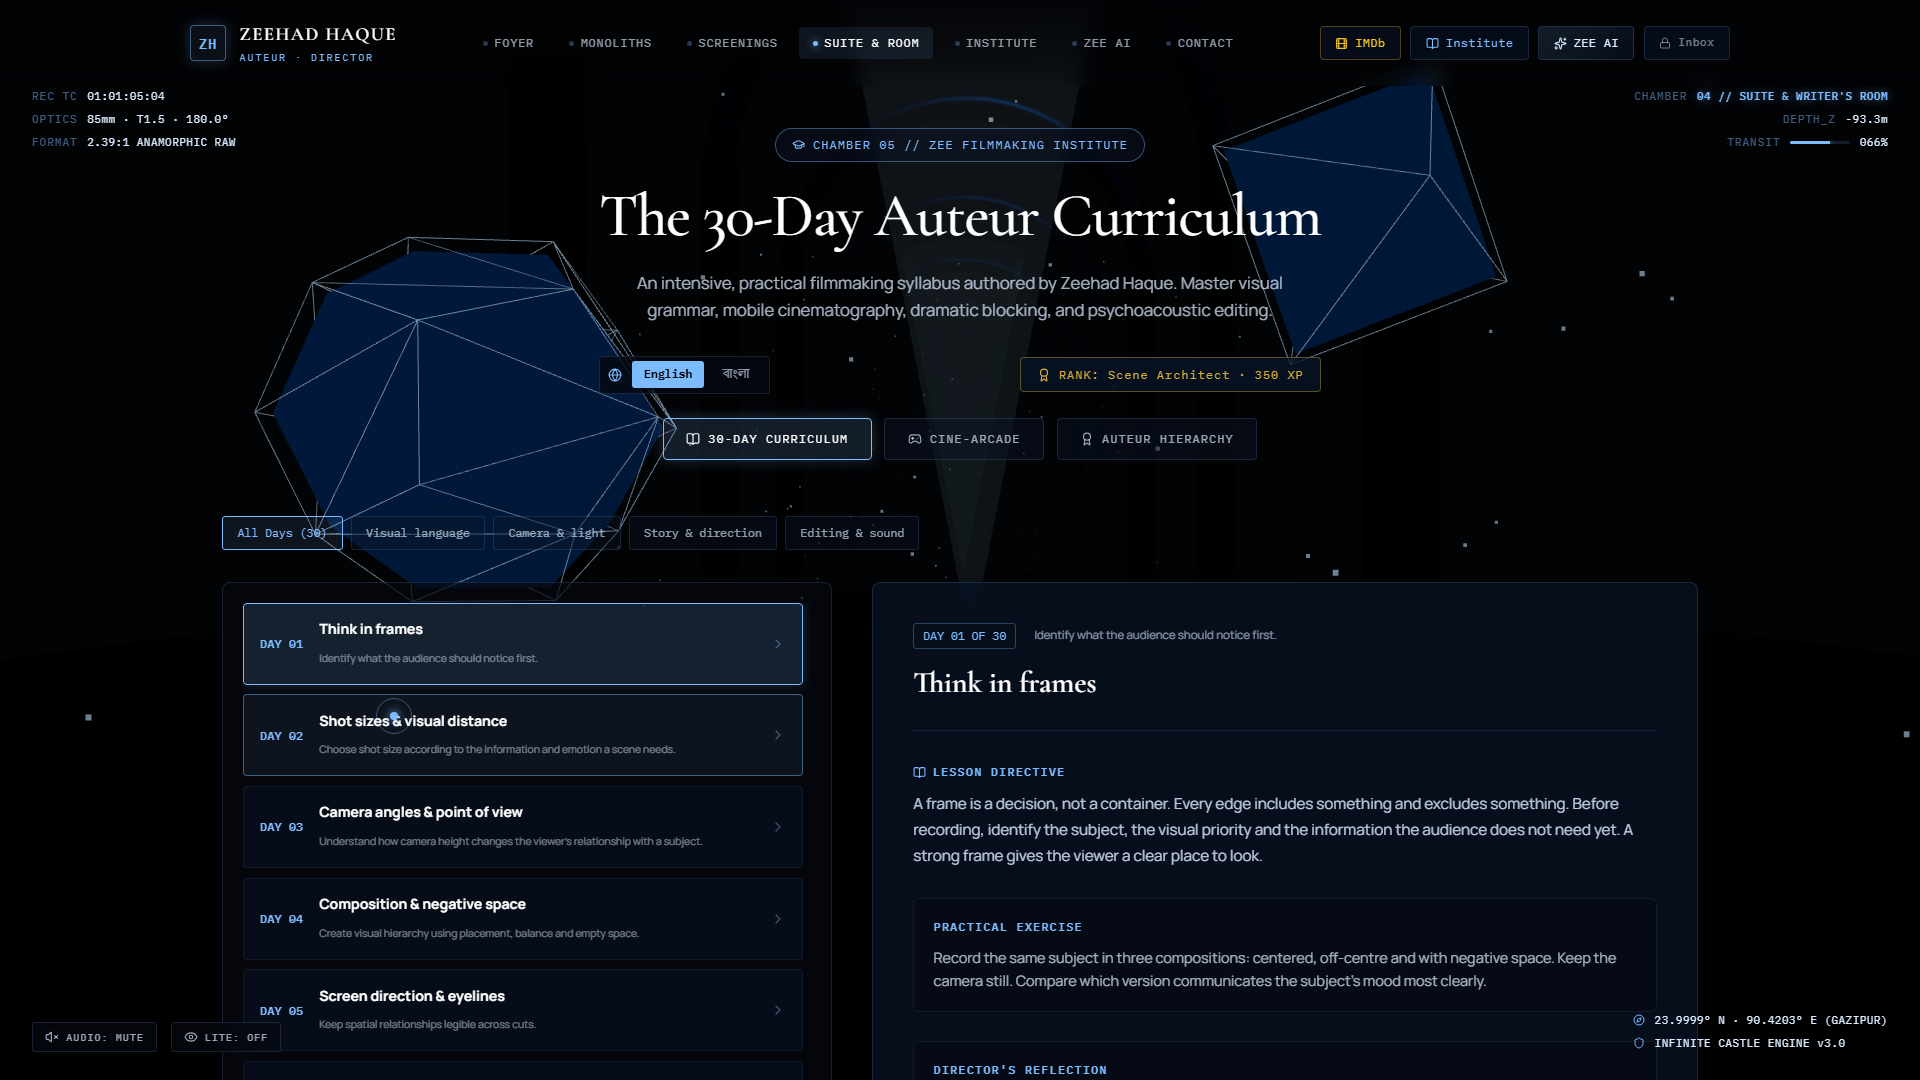 ZH
ZEEHAD HAQUE
AUTEUR · DIRECTOR
FOYER
MONOLITHS
SCREENINGS
SUITE & ROOM
INSTITUTE
ZEE AI
CONTACT
IMDb
Institute
ZEE AI
Inbox
REC TC 01:01:05:04
OPTICS 85mm · T1.5 · 180.0°
FORMAT 2.39:1 ANAMORPHIC RAW
CHAMBER 04 // SUITE & WRITER'S ROOM
DEPTH_Z -93.3m
TRANSIT 066%
CHAMBER 05 // ZEE FILMMAKING INSTITUTE
The 30-Day Auteur Curriculum
An intensive, practical filmmaking syllabus authored by Zeehad Haque. Master visual
grammar, mobile cinematography, dramatic blocking, and psychoacoustic editing.
English
বাংলা
RANK: Scene Architect · 350 XP
30-DAY CURRICULUM
CINE-ARCADE
AUTEUR HIERARCHY
All Days (30)
Visual language
Camera & light
Story & direction
Editing & sound
DAY 01
Think in frames
Identify what the audience should notice first.
DAY 02
Shot sizes & visual distance
Choose shot size according to the information and emotion a scene needs.
DAY 03
Camera angles & point of view
Understand how camera height changes the viewer's relationship with a subject.
DAY 04
Composition & negative space
Create visual hierarchy using placement, balance and empty space.
DAY 05
Screen direction & eyelines
Keep spatial relationships legible across cuts.
DAY 01 OF 30
Identify what the audience should notice first.
Think in frames
LESSON DIRECTIVE
A frame is a decision, not a container. Every edge includes something and excludes something. Before
recording, identify the subject, the visual priority and the information the audience does not need yet. A
strong frame gives the viewer a clear place to look.
PRACTICAL EXERCISE
Record the same subject in three compositions: centered, off-centre and with negative space. Keep the
camera still. Compare which version communicates the subject's mood most clearly.
DIRECTOR'S REFLECTION
AUDIO: MUTE
LITE: OFF
23.9999° N · 90.4203° E (GAZIPUR)
INFINITE CASTLE ENGINE v3.0